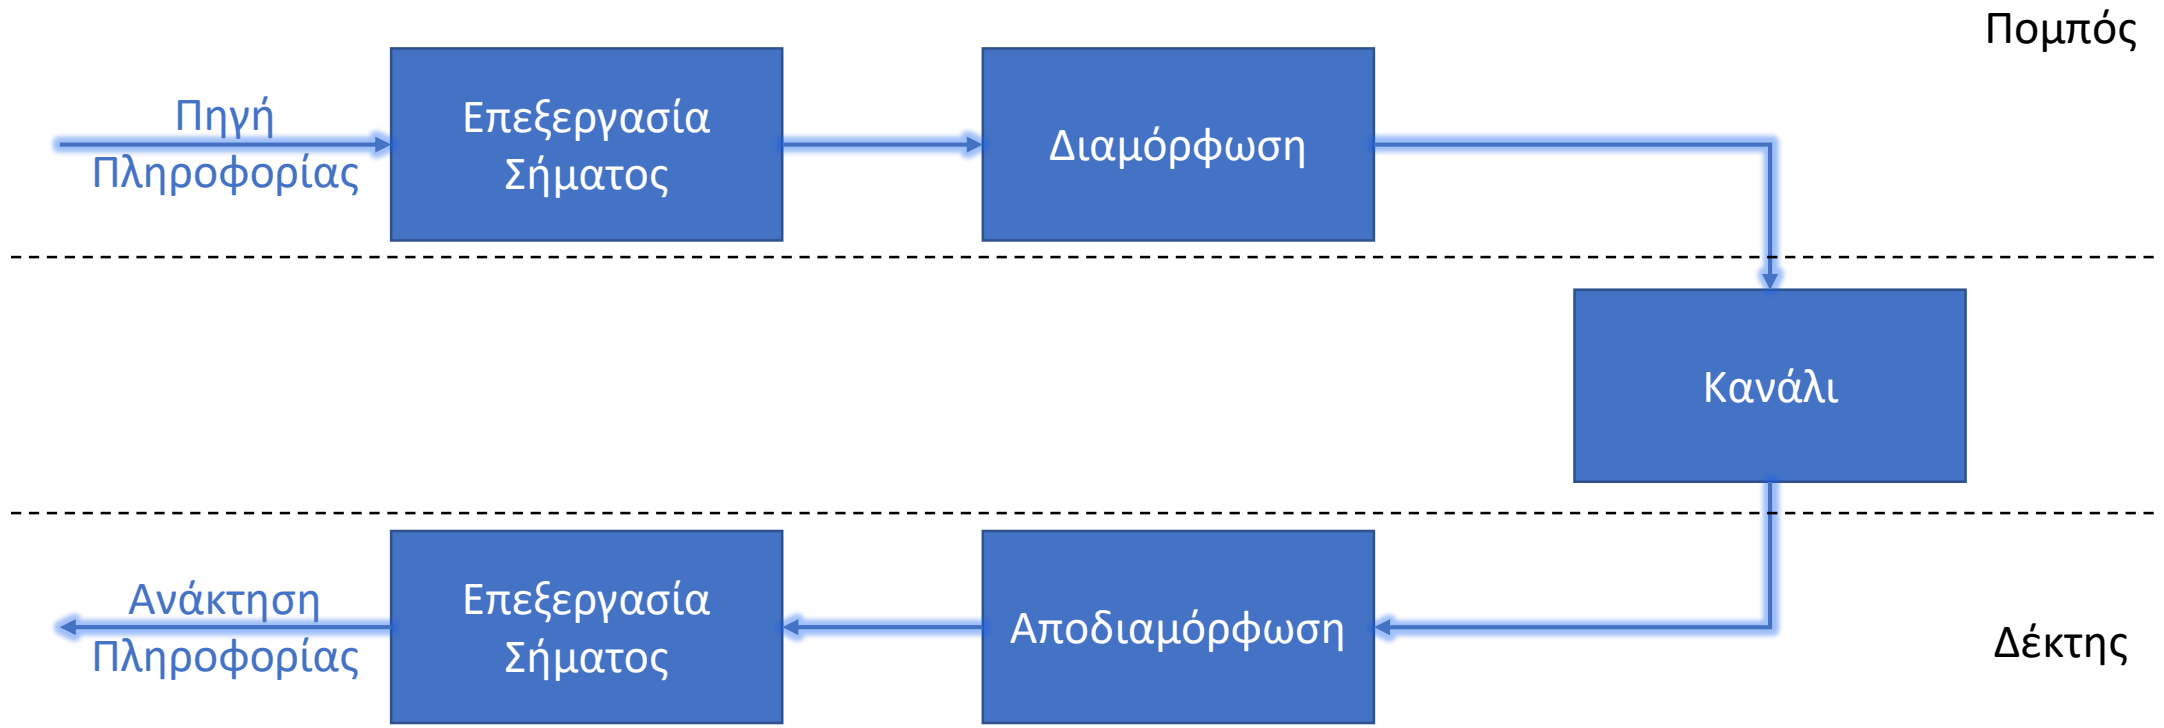 Πομπός
Πηγή
Πληροφορίας
Επεξεργασία
Σήματος
Διαμόρφωση
Κανάλι
Ανάκτηση
Πληροφορίας
Επεξεργασία
Σήματος
Αποδιαμόρφωση
Δέκτης